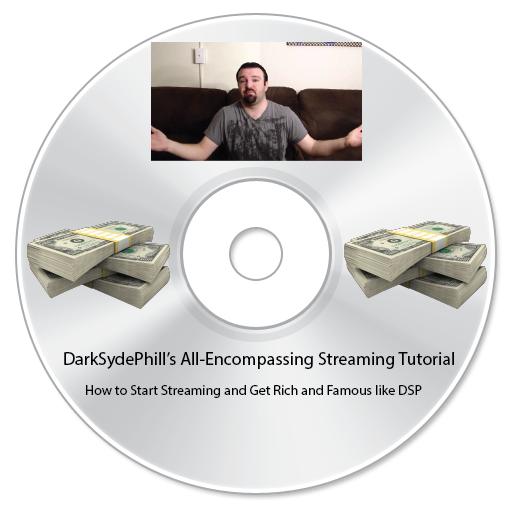 DarkSydePhill's All-Encompassing Streaming Tutorial
How to Start Streaming and Get Rich and Famous like DSP